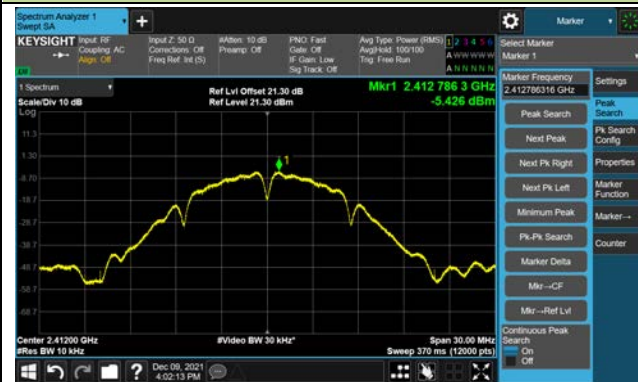 Spectrum Analyzer 1
Swept SA
Marker
KEYSIGHT
Input: RF
Coupling: AC
Align: Off
Input Z: 50 Ω
Corrections: Off
Freq Ref: Int (S)
#Atten: 10 dB
Preamp: Off
PNO: Fast
Gate: Off
IF Gain: Low
Sig Track: Off
Avg Type: Power (RMS)
Avg|Hold: 100/100
Trig: Free Run
1 2 3 4 5 6
A W W W W W
A N N N N N
Select Marker
Marker 1
1 Spectrum
Scale/Div 10 dB
Log
Ref Lvl Offset 21.30 dB
Ref Level 21.30 dBm
Mkr1 2.412 786 3 GHz
-5.426 dBm
11.3
1.30
-8.70
-18.7
-28.7
-38.7
-48.7
-58.7
-68.7
1
Center 2.41200 GHz
#Res BW 10 kHz
#Video BW 30 kHz*
Span 30.00 MHz
Sweep 370 ms (12000 pts)
Marker Frequency
2.412786316 GHz
Peak Search
Next Peak
Next Pk Right
Next Pk Left
Minimum Peak
Pk-Pk Search
Marker Delta
Mkr→CF
Mkr→Ref Lvl
Continuous Peak
Search
On
Off
Settings
Peak
Search
Pk Search
Config
Properties
Marker
Function
Marker→
Counter
Dec 09, 2021
4:02:13 PM